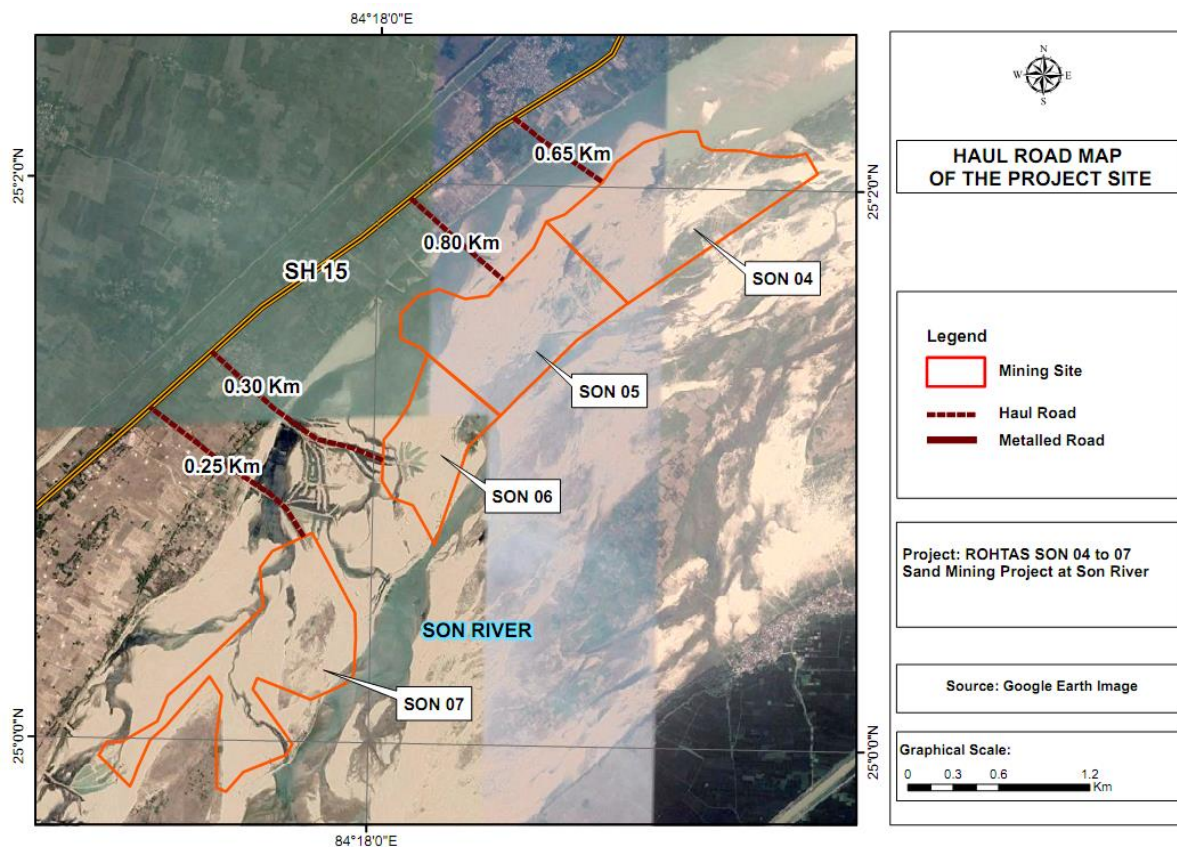 84°18'0"E
25°2'0"N
0.65 Km
0.80 Km
SH 15
SON 04
25°2'0"N
0.30 Km
SON 05
0.25 Km
SON 06
SON RIVER
SON 07
25°0'0"N
25°0'0"N
84°18'0"E
N
W E
S
HAUL ROAD MAP
OF THE PROJECT SITE
Legend
Mining Site
Haul Road
Metalled Road
Project: ROHTAS SON 04 to 07
Sand Mining Project at Son River
Source: Google Earth Image
Graphical Scale:
0 0.3 0.6 1.2
Km